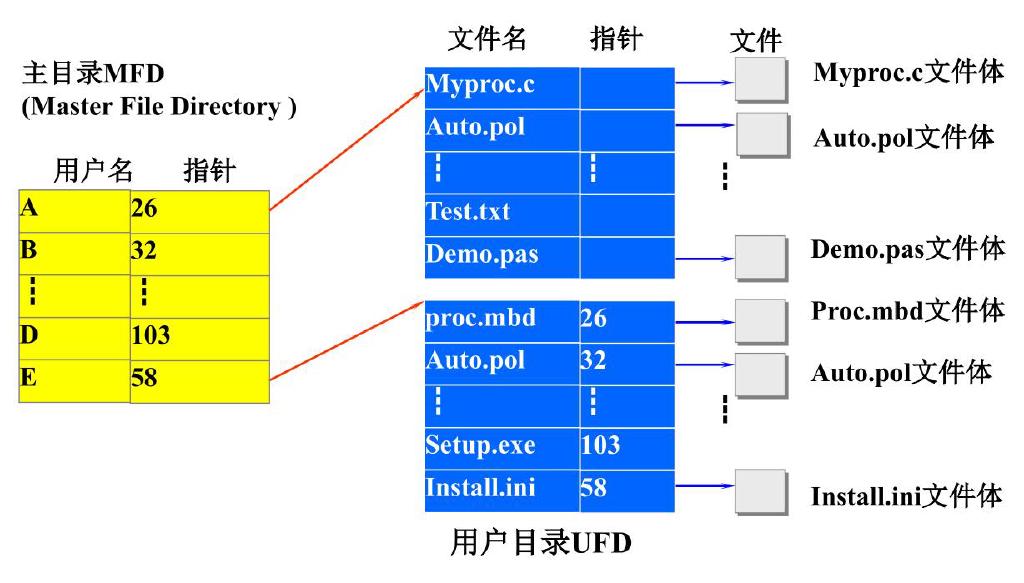 主目录MFD
(Master File Directory )
用户名 指针
A 26
B 32
D 103
E 58
文件名 指针 文件
Myproc.c Myproc.c文件体
Auto.pol Auto.pol文件体
Test.txt
Demo.pas Demo.pas文件体
proc.mbd 26 Proc.mbd文件体
Auto.pol 32 Auto.pol文件体
Setup.exe 103
Install.ini 58 Install.ini文件体
用户目录UFD